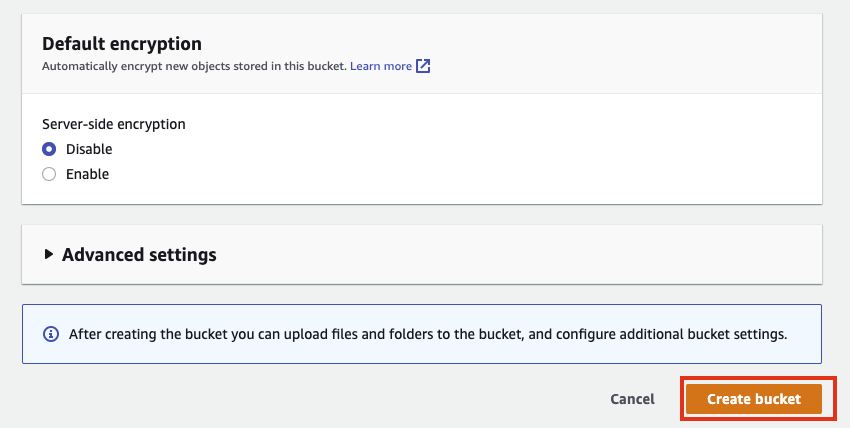 Default encryption
Automatically encrypt new objects stored in this bucket. Learn more
Server-side encryption
Disable
Enable
Advanced settings
After creating the bucket you can upload files and folders to the bucket, and configure additional bucket settings.
Cancel Create bucket